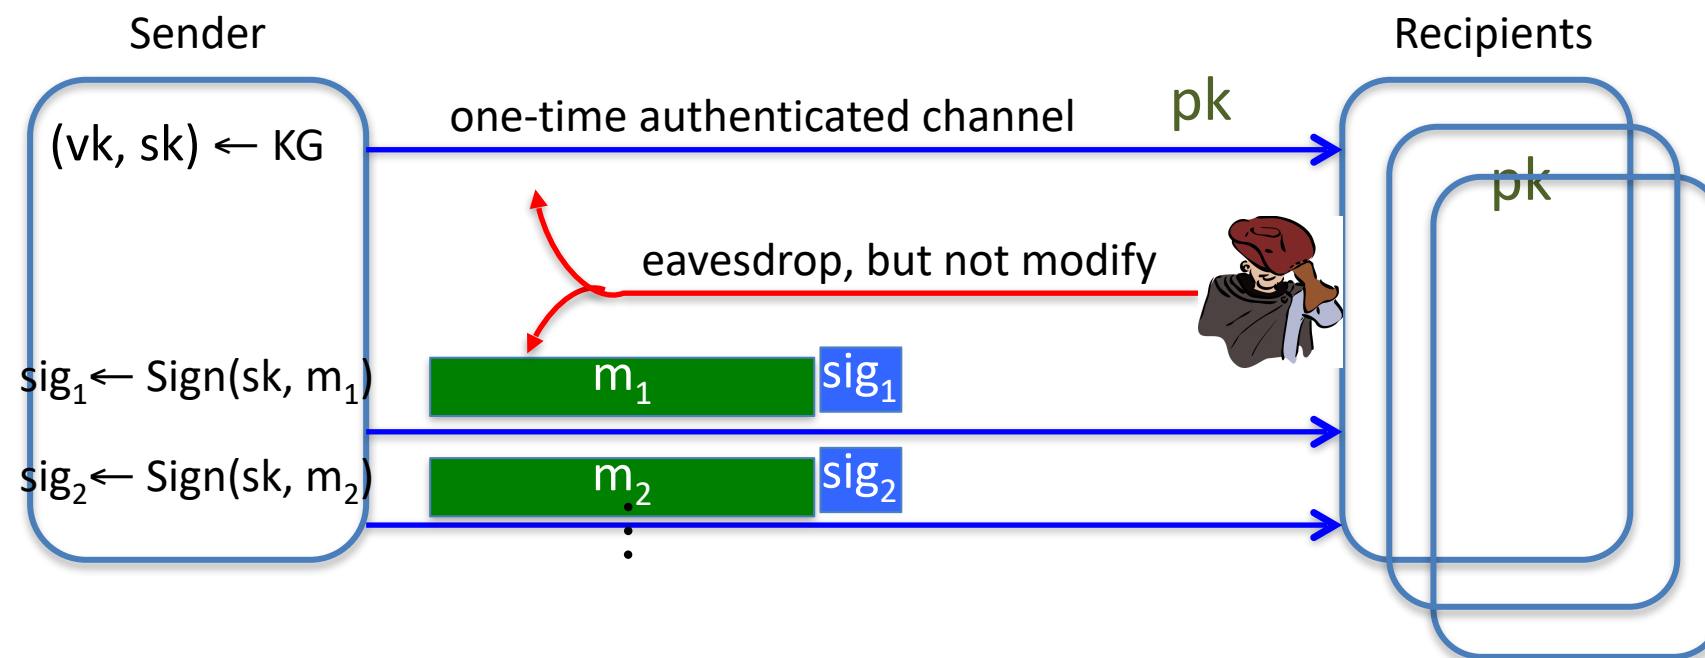 Sender
Recipients
one-time authenticated channel
pk
(vk, sk) ← KG
pk
eavesdrop, but not modify
sig₁← Sign(sk, m₁)
m₁
sig₁
sig₂← Sign(sk, m₂)
m₂
sig₂
⋮